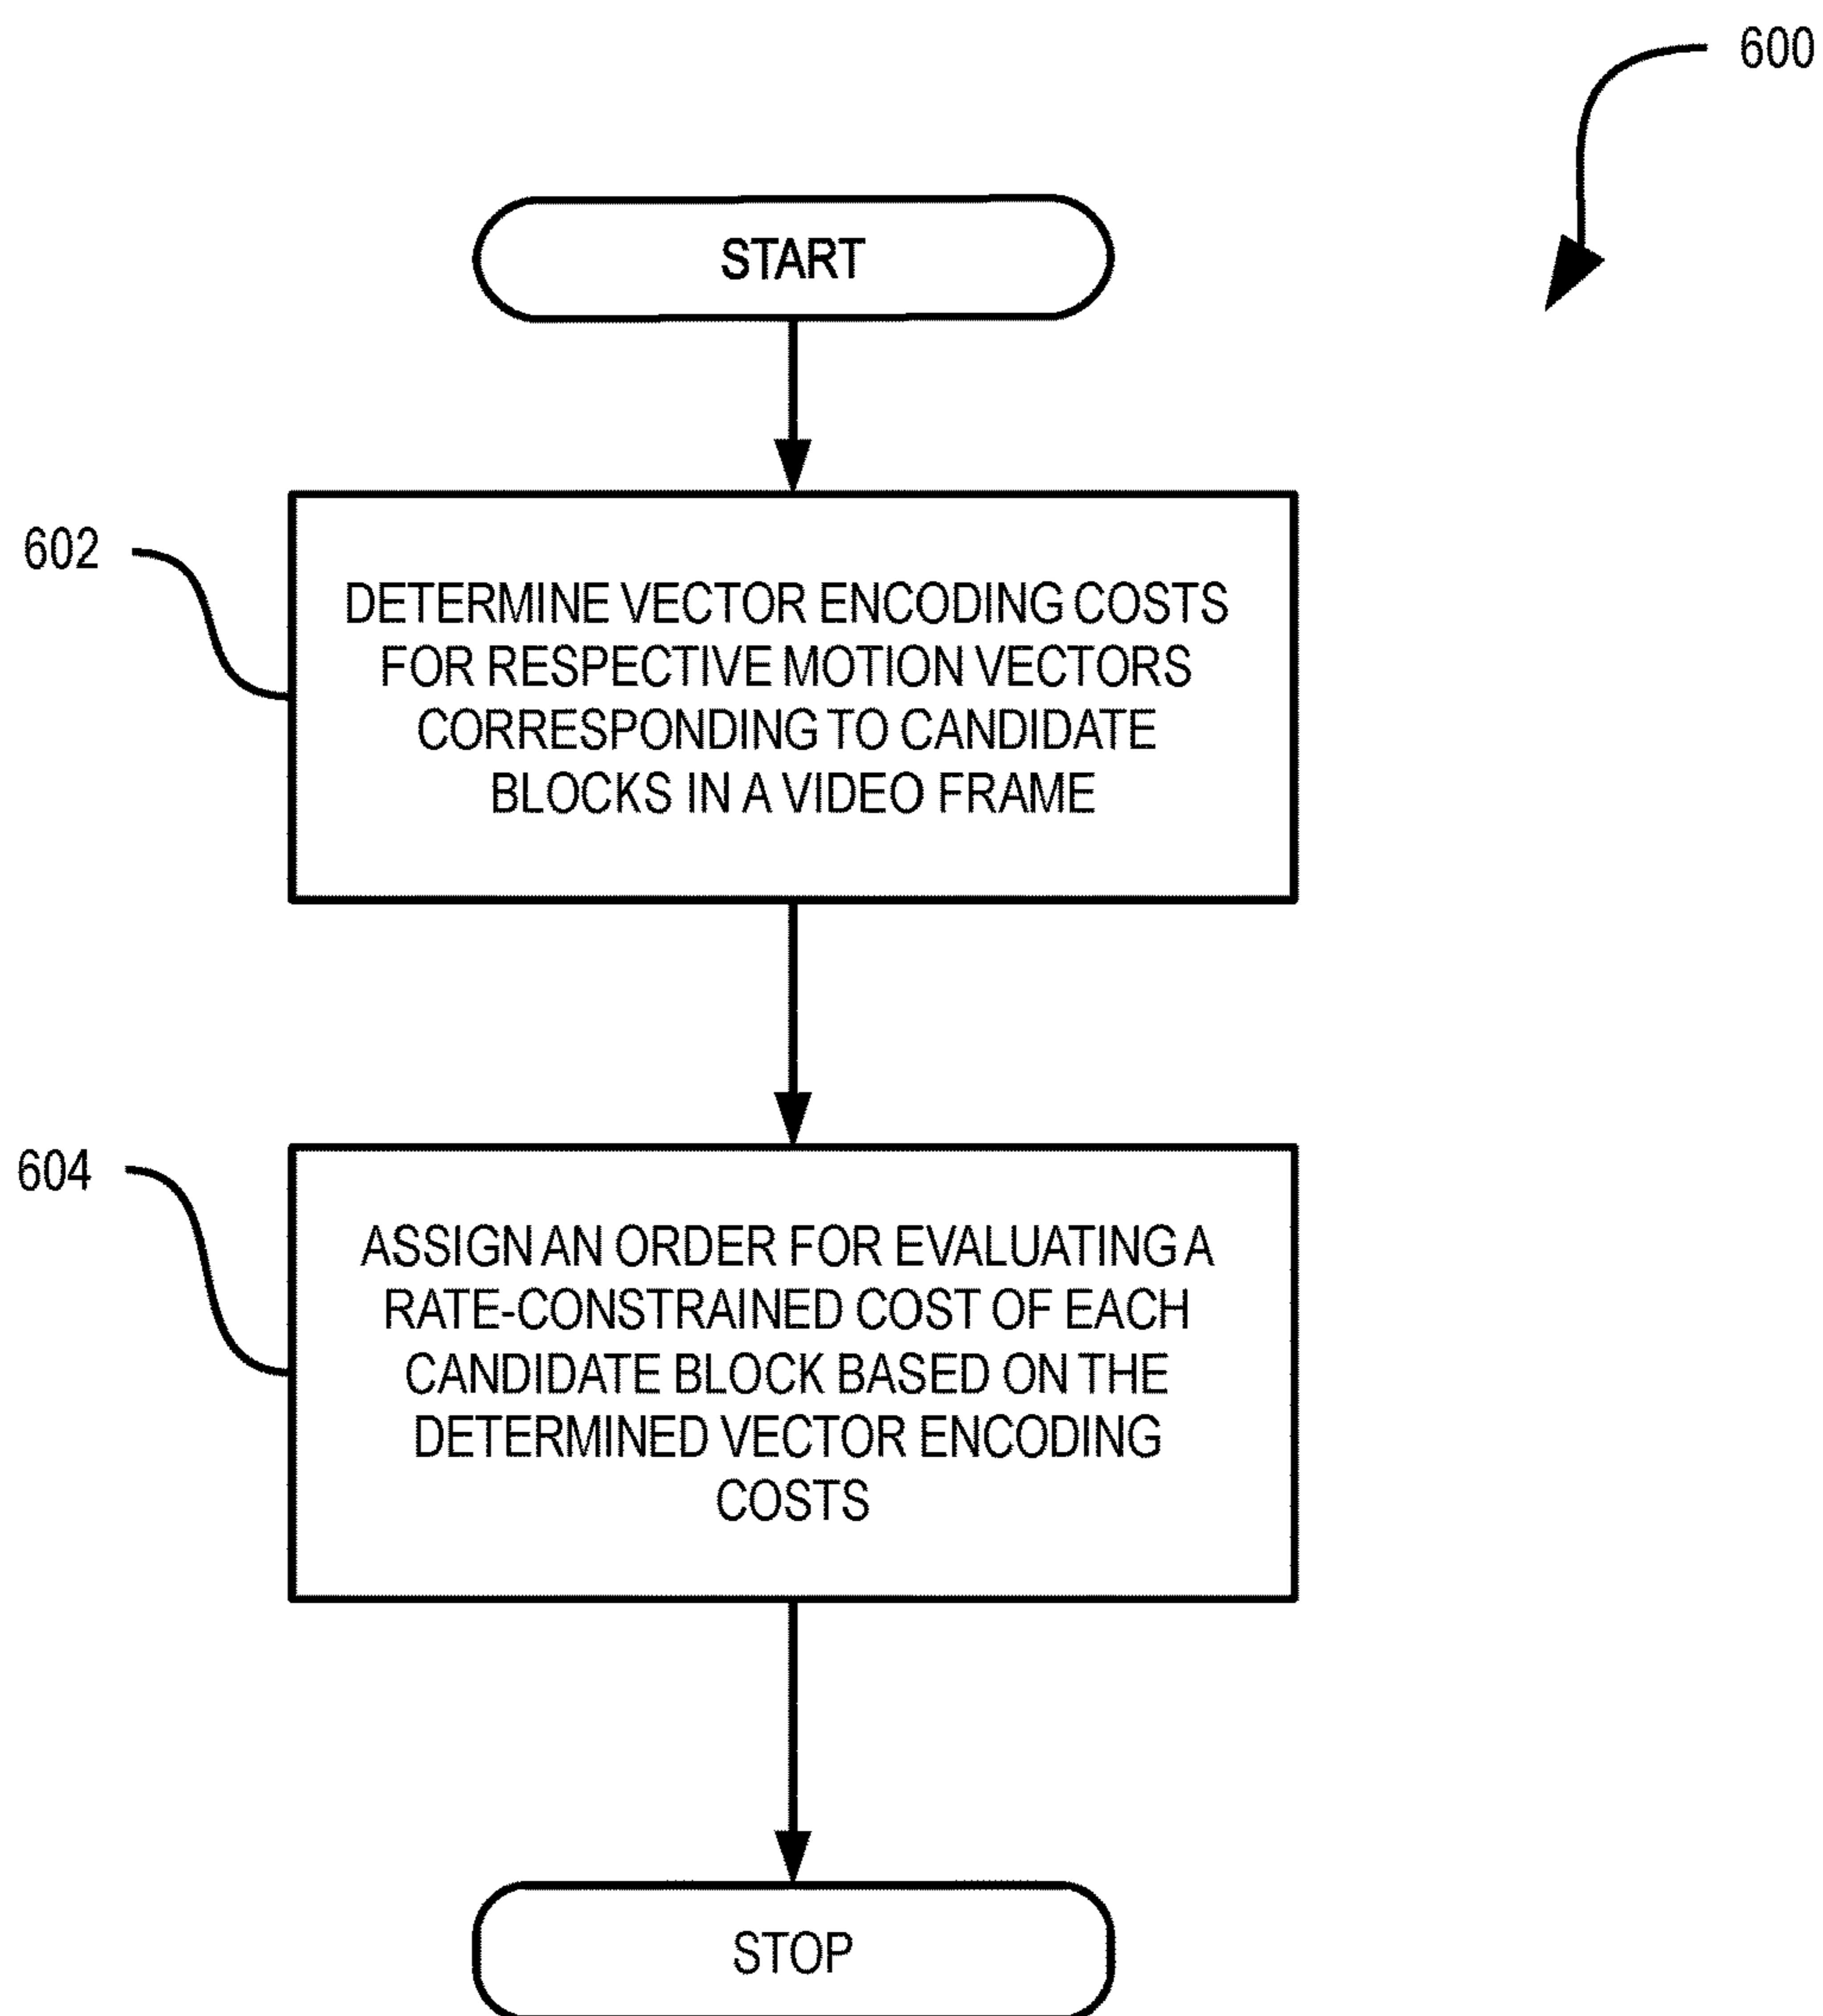 600
START
602
DETERMINE VECTOR ENCODING COSTS
FOR RESPECTIVE MOTION VECTORS
CORRESPONDING TO CANDIDATE
BLOCKS IN A VIDEO FRAME
604
ASSIGN AN ORDER FOR EVALUATING A
RATE-CONSTRAINED COST OF EACH
CANDIDATE BLOCK BASED ON THE
DETERMINED VECTOR ENCODING
COSTS
STOP